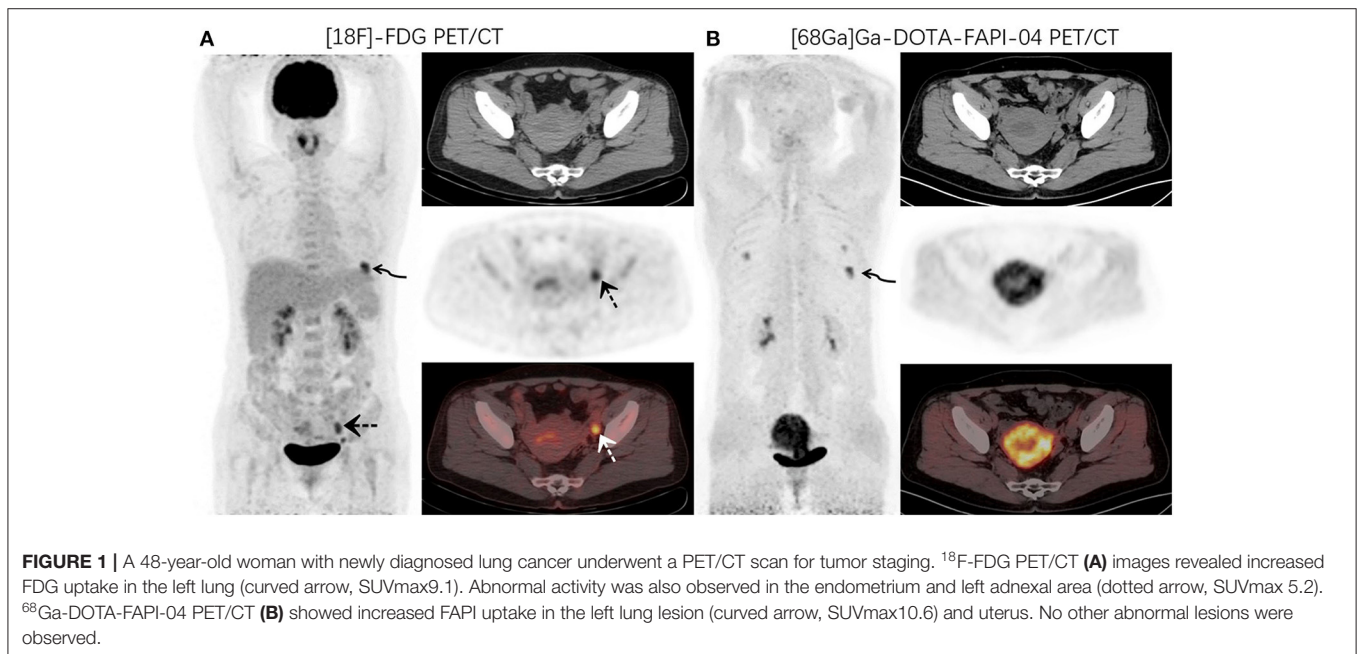 A [18F]-FDG PET/CT
B [68Ga]Ga-DOTA-FAPI-04 PET/CT
FIGURE 1 | A 48-year-old woman with newly diagnosed lung cancer underwent a PET/CT scan for tumor staging. ¹⁸F-FDG PET/CT (A) images revealed increased
FDG uptake in the left lung (curved arrow, SUVmax9.1). Abnormal activity was also observed in the endometrium and left adnexal area (dotted arrow, SUVmax 5.2).
⁶⁸Ga-DOTA-FAPI-04 PET/CT (B) showed increased FAPI uptake in the left lung lesion (curved arrow, SUVmax10.6) and uterus. No other abnormal lesions were
observed.